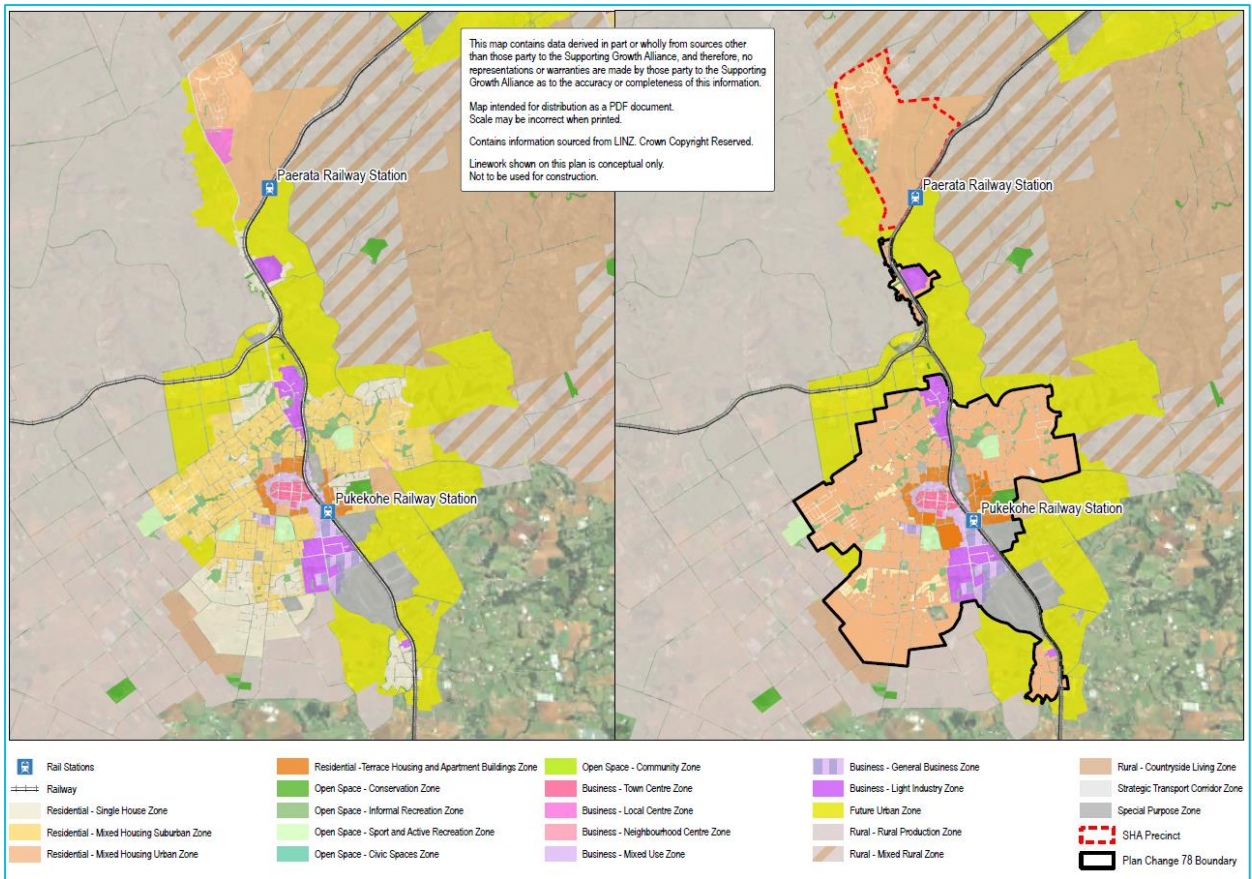 This map contains data derived in part or wholly from sources other
than those party to the Supporting Growth Alliance, and therefore, no
representations or warranties are made by those party to the Supporting
Growth Alliance as to the accuracy or completeness of this information.
Map intended for distribution as a PDF document.
Scale may be incorrect when printed.
Contains information sourced from LINZ. Crown Copyright Reserved.
Linework shown on this plan is conceptual only.
Not to be used for construction.
Paerata Railway Station
Pukekohe Railway Station
Paerata Railway Station
Pukekohe Railway Station
Rail Stations
Railway
Residential - Single House Zone
Residential - Mixed Housing Suburban Zone
Residential - Mixed Housing Urban Zone
Residential -Terrace Housing and Apartment Buildings Zone
Open Space - Conservation Zone
Open Space - Informal Recreation Zone
Open Space - Sport and Active Recreation Zone
Open Space - Civic Spaces Zone
Open Space - Community Zone
Business - Town Centre Zone
Business - Local Centre Zone
Business - Neighbourhood Centre Zone
Business - Mixed Use Zone
Business - General Business Zone
Business - Light Industry Zone
Future Urban Zone
Rural - Rural Production Zone
Rural - Mixed Rural Zone
Rural - Countryside Living Zone
Strategic Transport Corridor Zone
Special Purpose Zone
SHA Precinct
Plan Change 78 Boundary